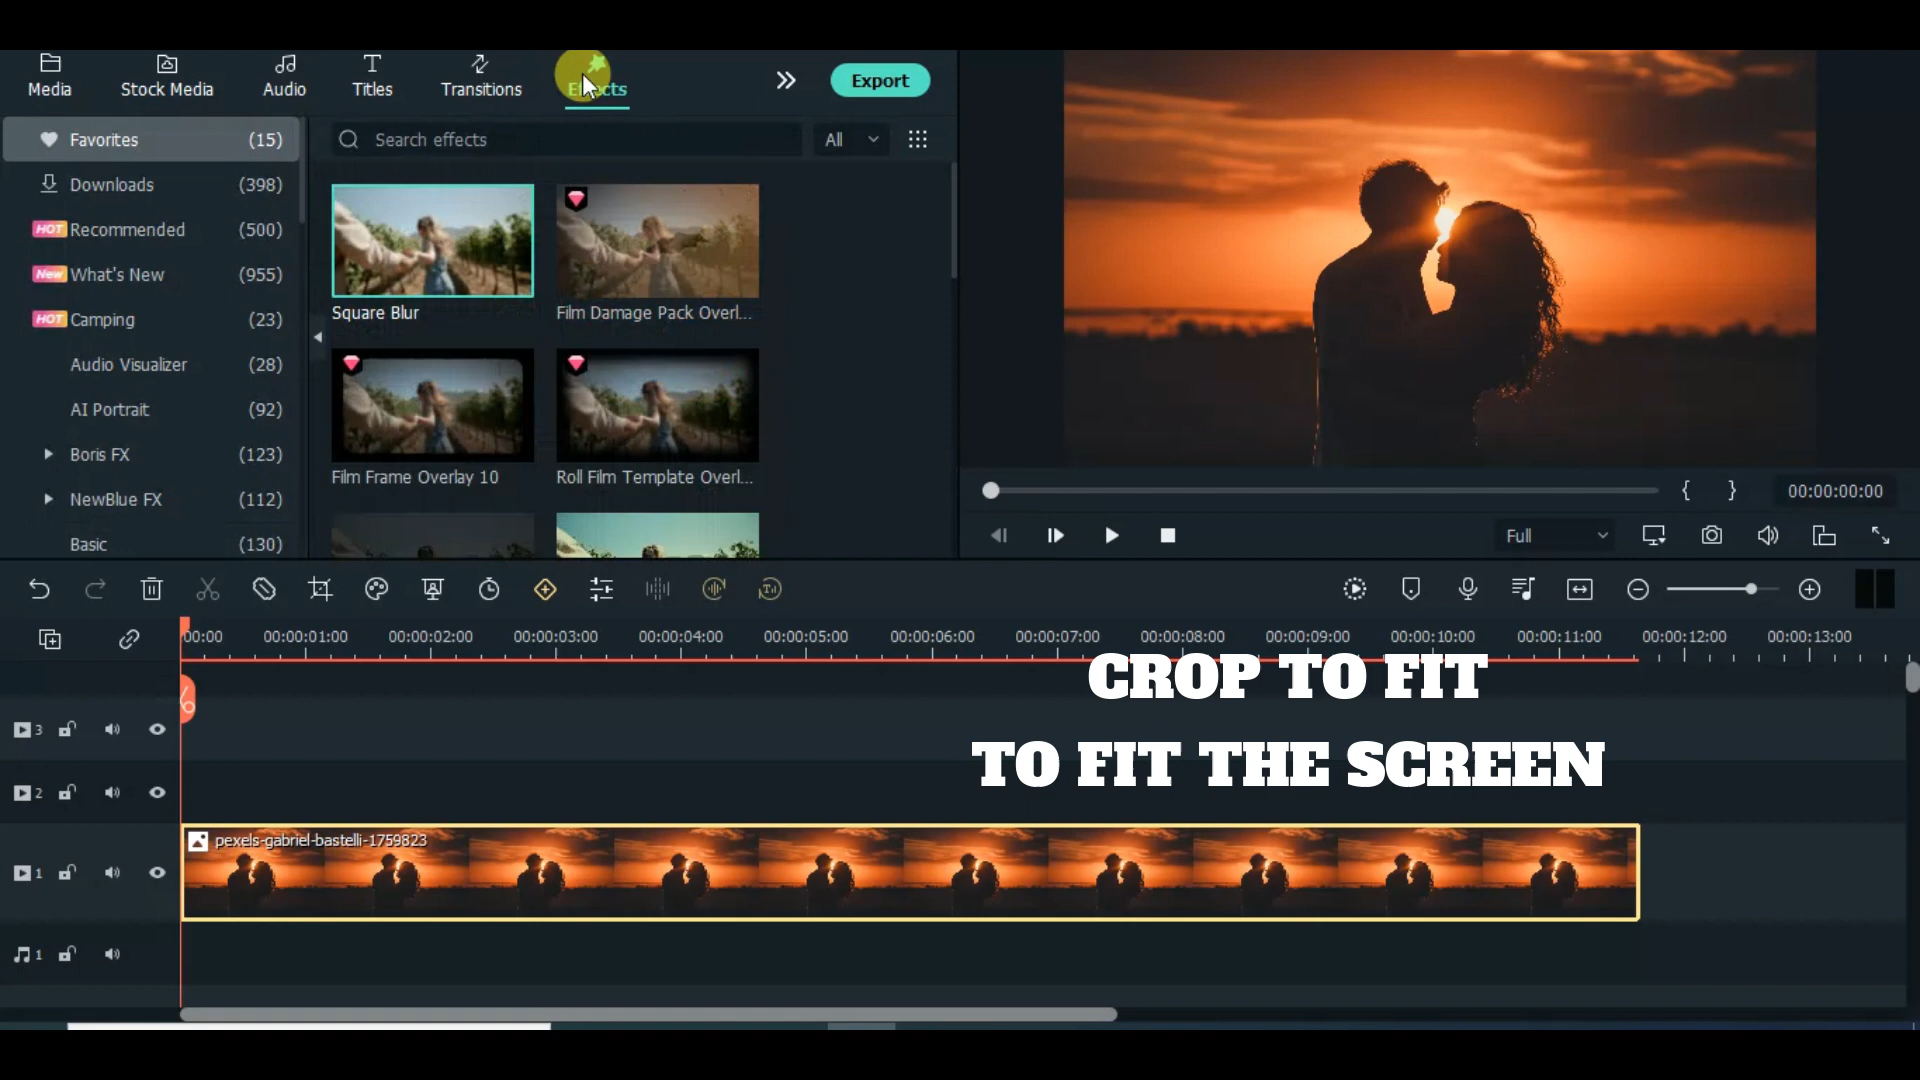 Media
Stock Media
Audio
Titles
Transitions
Effects
Export
Favorites (15)
Downloads (398)
HOT Recommended (500)
New What's New (955)
HOT Camping (23)
Audio Visualizer (28)
AI Portrait (92)
Boris FX (123)
NewBlue FX (112)
Basic (130)
Search effects
All
Square Blur
Film Damage Pack Overl...
Film Frame Overlay 10
Roll Film Template Overl...
{ } 00:00:00:00
Full
00:00 00:00:01:00 00:00:02:00 00:00:03:00 00:00:04:00 00:00:05:00 00:00:06:00 00:00:07:00 00:00:08:00 00:00:09:00 00:00:10:00 00:00:11:00 00:00:12:00 00:00:13:00
CROP TO FIT
TO FIT THE SCREEN
3
2
pexels-gabriel-bastelli-1759823
1
1